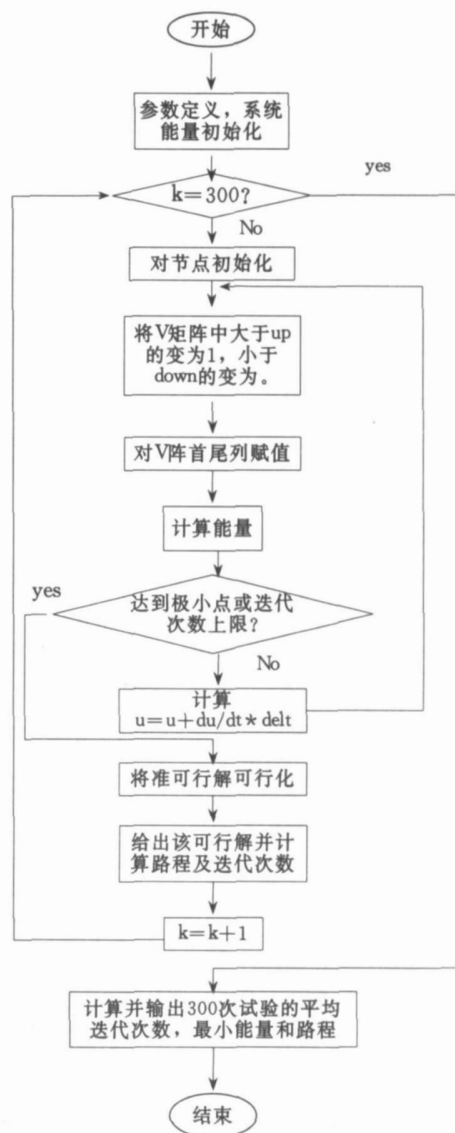 开始
参数定义，系统
能量初始化
yes
k=300?
No
对节点初始化
将V矩阵中大于up
的变为1，小于
down的变为。
对V阵首尾列赋值
计算能量
yes
达到极小点或迭代
次数上限?
No
计算
u=u+du/dt*delt
将准可行解可行化
给出该可行解并计
算路程及迭代次数
k=k+1
计算并输出300次试验的平均
迭代次数，最小能量和路程
结束